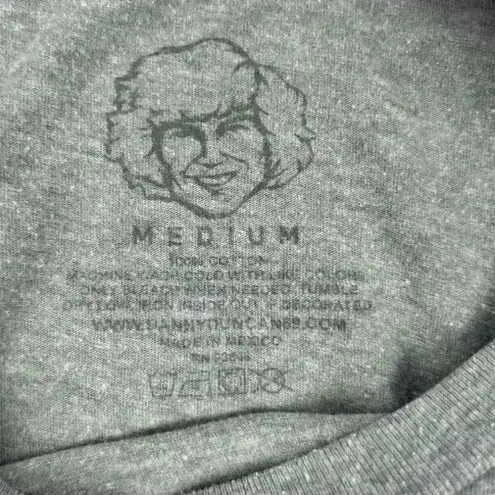 MEDIUM
100% COTTON
MACHINE WASH COLD WITH LIKE COLORS
ONLY BLEACH WHEN NEEDED. TUMBLE
DRY LOW. IRON INSIDE OUT IF DECORATED
WWW.DANNYDUNCAN69.COM
MADE IN MEXICO
RN